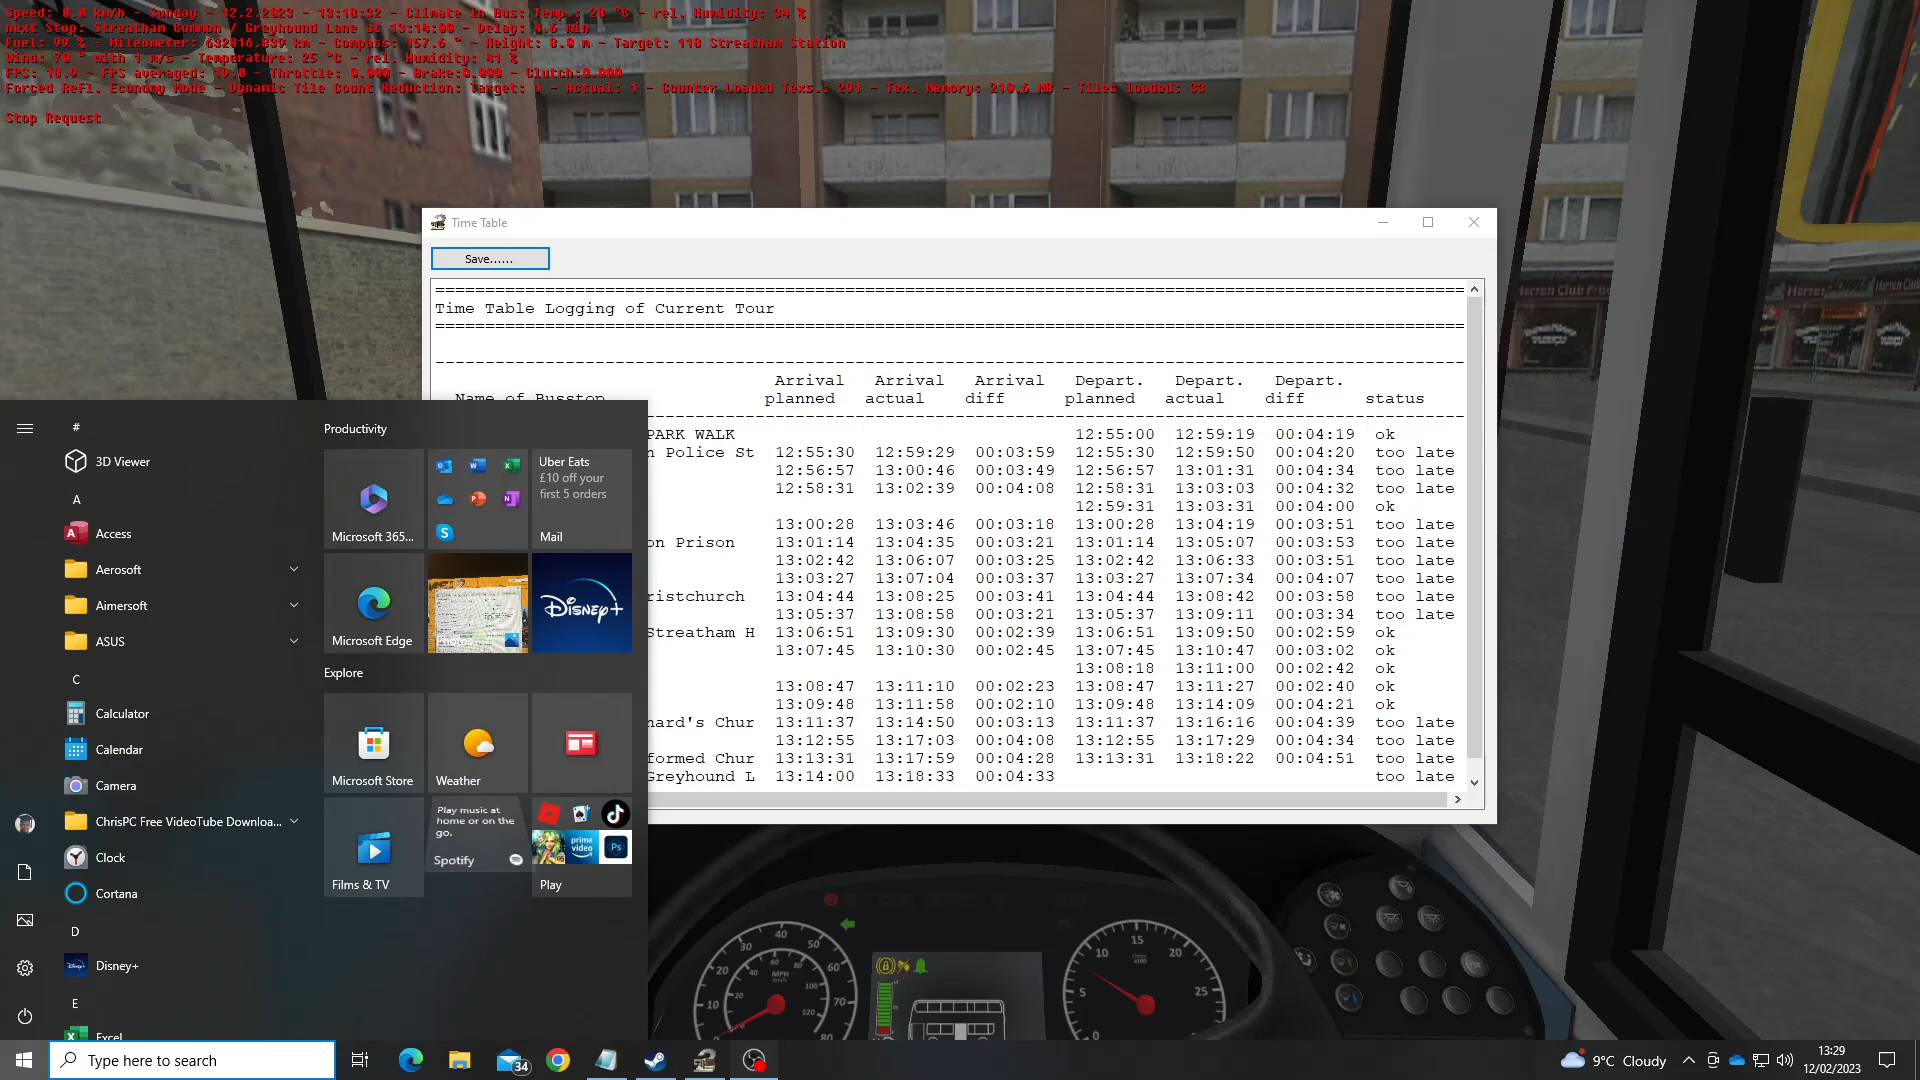 Speed: 0.0 km/h - Sunday - 12.2.2023 - 13:18:32 - Climate in Bus: Temp.: 20 °C - rel. Humidity: 34 %
next Stop: Streatham Common / Greyhound Lane at 13:14:00 - Delay: 4.6 min
Fuel: 99 % - Mileometer: 632816.839 km - Compass: 157.6 ° - Height: 0.0 m - Target: 118 Streatham Station
Wind: 70 ° with 1 m/s - Temperature: 25 °C - rel. Humidity: 41 %
FPS: 18.9 - FPS averaged: 19.0 - Throttle: 0.000 - Brake:0.000 - Clutch:0.000
Forced Refl. Economy Mode - Dynamic Tile Count Reduction: Target: 1 - Actual: 1 - Counter Loaded Texs.: 291 - Tex. Memory: 210.6 MB - Tiles loaded: 33
Stop Request
Time Table
Save......
Time Table Logging of Current Tour
Arrival Arrival Arrival Depart. Depart. Depart.
Name of Busstop planned actual diff planned actual diff status
PARK WALK 12:55:00 12:59:19 00:04:19 ok
n Police St 12:55:30 12:59:29 00:03:59 12:55:30 12:59:50 00:04:20 too late
12:56:57 13:00:46 00:03:49 12:56:57 13:01:31 00:04:34 too late
12:58:31 13:02:39 00:04:08 12:58:31 13:03:03 00:04:32 too late
12:59:31 13:03:31 00:04:00 ok
13:00:28 13:03:46 00:03:18 13:00:28 13:04:19 00:03:51 too late
on Prison 13:01:14 13:04:35 00:03:21 13:01:14 13:05:07 00:03:53 too late
13:02:42 13:06:07 00:03:25 13:02:42 13:06:33 00:03:51 too late
13:03:27 13:07:04 00:03:37 13:03:27 13:07:34 00:04:07 too late
ristchurch 13:04:44 13:08:25 00:03:41 13:04:44 13:08:42 00:03:58 too late
13:05:37 13:08:58 00:03:21 13:05:37 13:09:11 00:03:34 too late
Streatham H 13:06:51 13:09:30 00:02:39 13:06:51 13:09:50 00:02:59 ok
13:07:45 13:10:30 00:02:45 13:07:45 13:10:47 00:03:02 ok
13:08:18 13:11:00 00:02:42 ok
13:08:47 13:11:10 00:02:23 13:08:47 13:11:27 00:02:40 ok
13:09:48 13:11:58 00:02:10 13:09:48 13:14:09 00:04:21 ok
nard's Chur 13:11:37 13:14:50 00:03:13 13:11:37 13:16:16 00:04:39 too late
13:12:55 13:17:03 00:04:08 13:12:55 13:17:29 00:04:34 too late
formed Chur 13:13:31 13:17:59 00:04:28 13:13:31 13:18:22 00:04:51 too late
Greyhound L 13:14:00 13:18:33 00:04:33 too late
#
3D Viewer
A
Access
Aerosoft
Aimersoft
ASUS
C
Calculator
Calendar
Camera
ChrisPC Free VideoTube Downloa...
Clock
Cortana
D
Disney+
E
Excel
Productivity
Microsoft 365...
Uber Eats
£10 off your
first 5 orders
Mail
Microsoft Edge
Photos
Disney+
Explore
Microsoft Store
Weather
Films & TV
Play music at
home or on the
go.
Spotify
prime
video
Ps
Play
10 20 30 40 50 60 70 80
MPH
5 10 15 20 25
0
x100
Type here to search
34
9°C Cloudy
13:29
12/02/2023